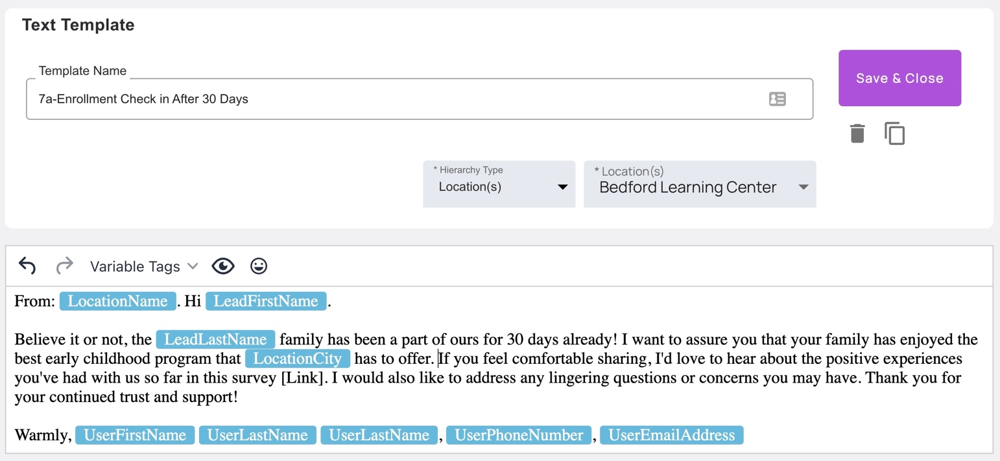 Text Template
Template Name
7a-Enrollment Check in After 30 Days
Save & Close
* Hierarchy Type
Location(s)
* Location(s)
Bedford Learning Center
Variable Tags
From: LocationName . Hi LeadFirstName .
Believe it or not, the LeadLastName family has been a part of ours for 30 days already! I want to assure you that your family has enjoyed the
best early childhood program that LocationCity has to offer. If you feel comfortable sharing, I'd love to hear about the positive experiences
you've had with us so far in this survey [Link]. I would also like to address any lingering questions or concerns you may have. Thank you for
your continued trust and support!
Warmly, UserFirstName UserLastName UserLastName , UserPhoneNumber , UserEmailAddress